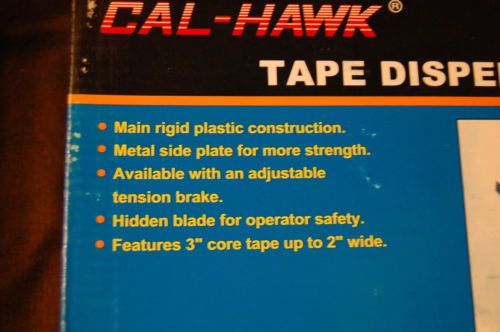 CAL-HAWK®
TAPE DISPE
• Main rigid plastic construction.
• Metal side plate for more strength.
• Available with an adjustable
tension brake.
• Hidden blade for operator safety.
• Features 3" core tape up to 2" wide.